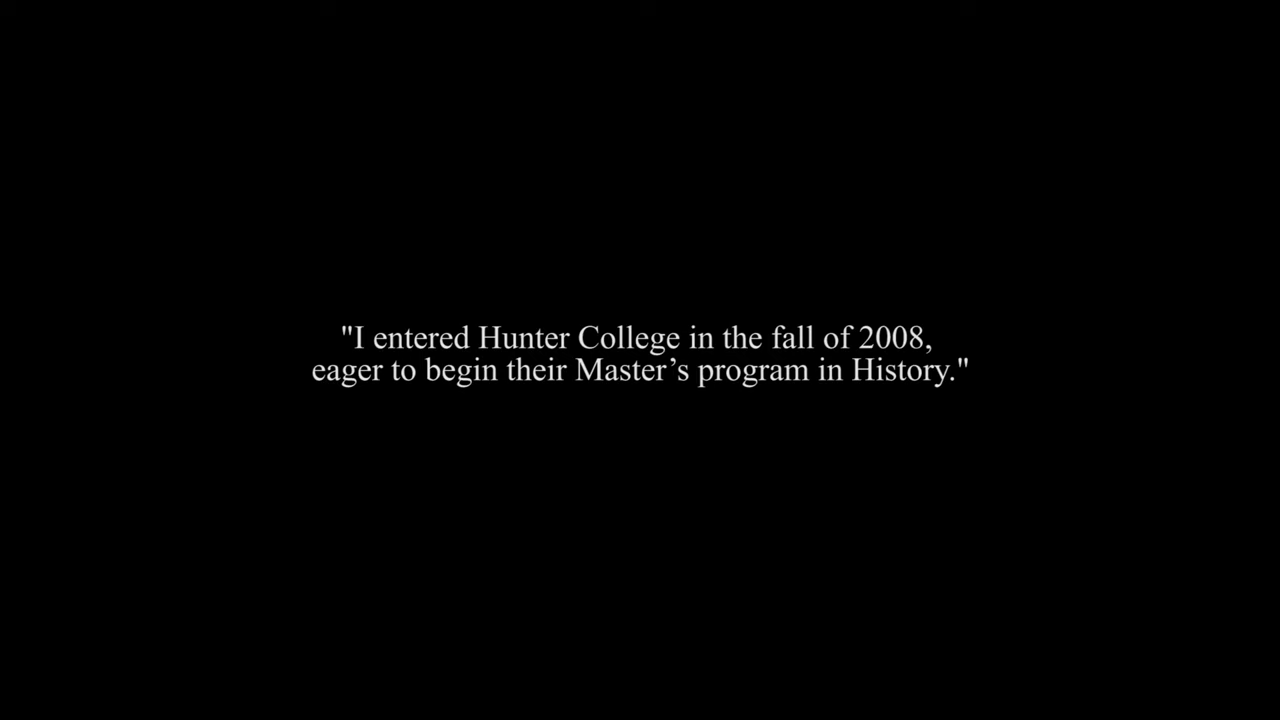 "I entered Hunter College in the fall of 2008,
eager to begin their Master’s program in History."